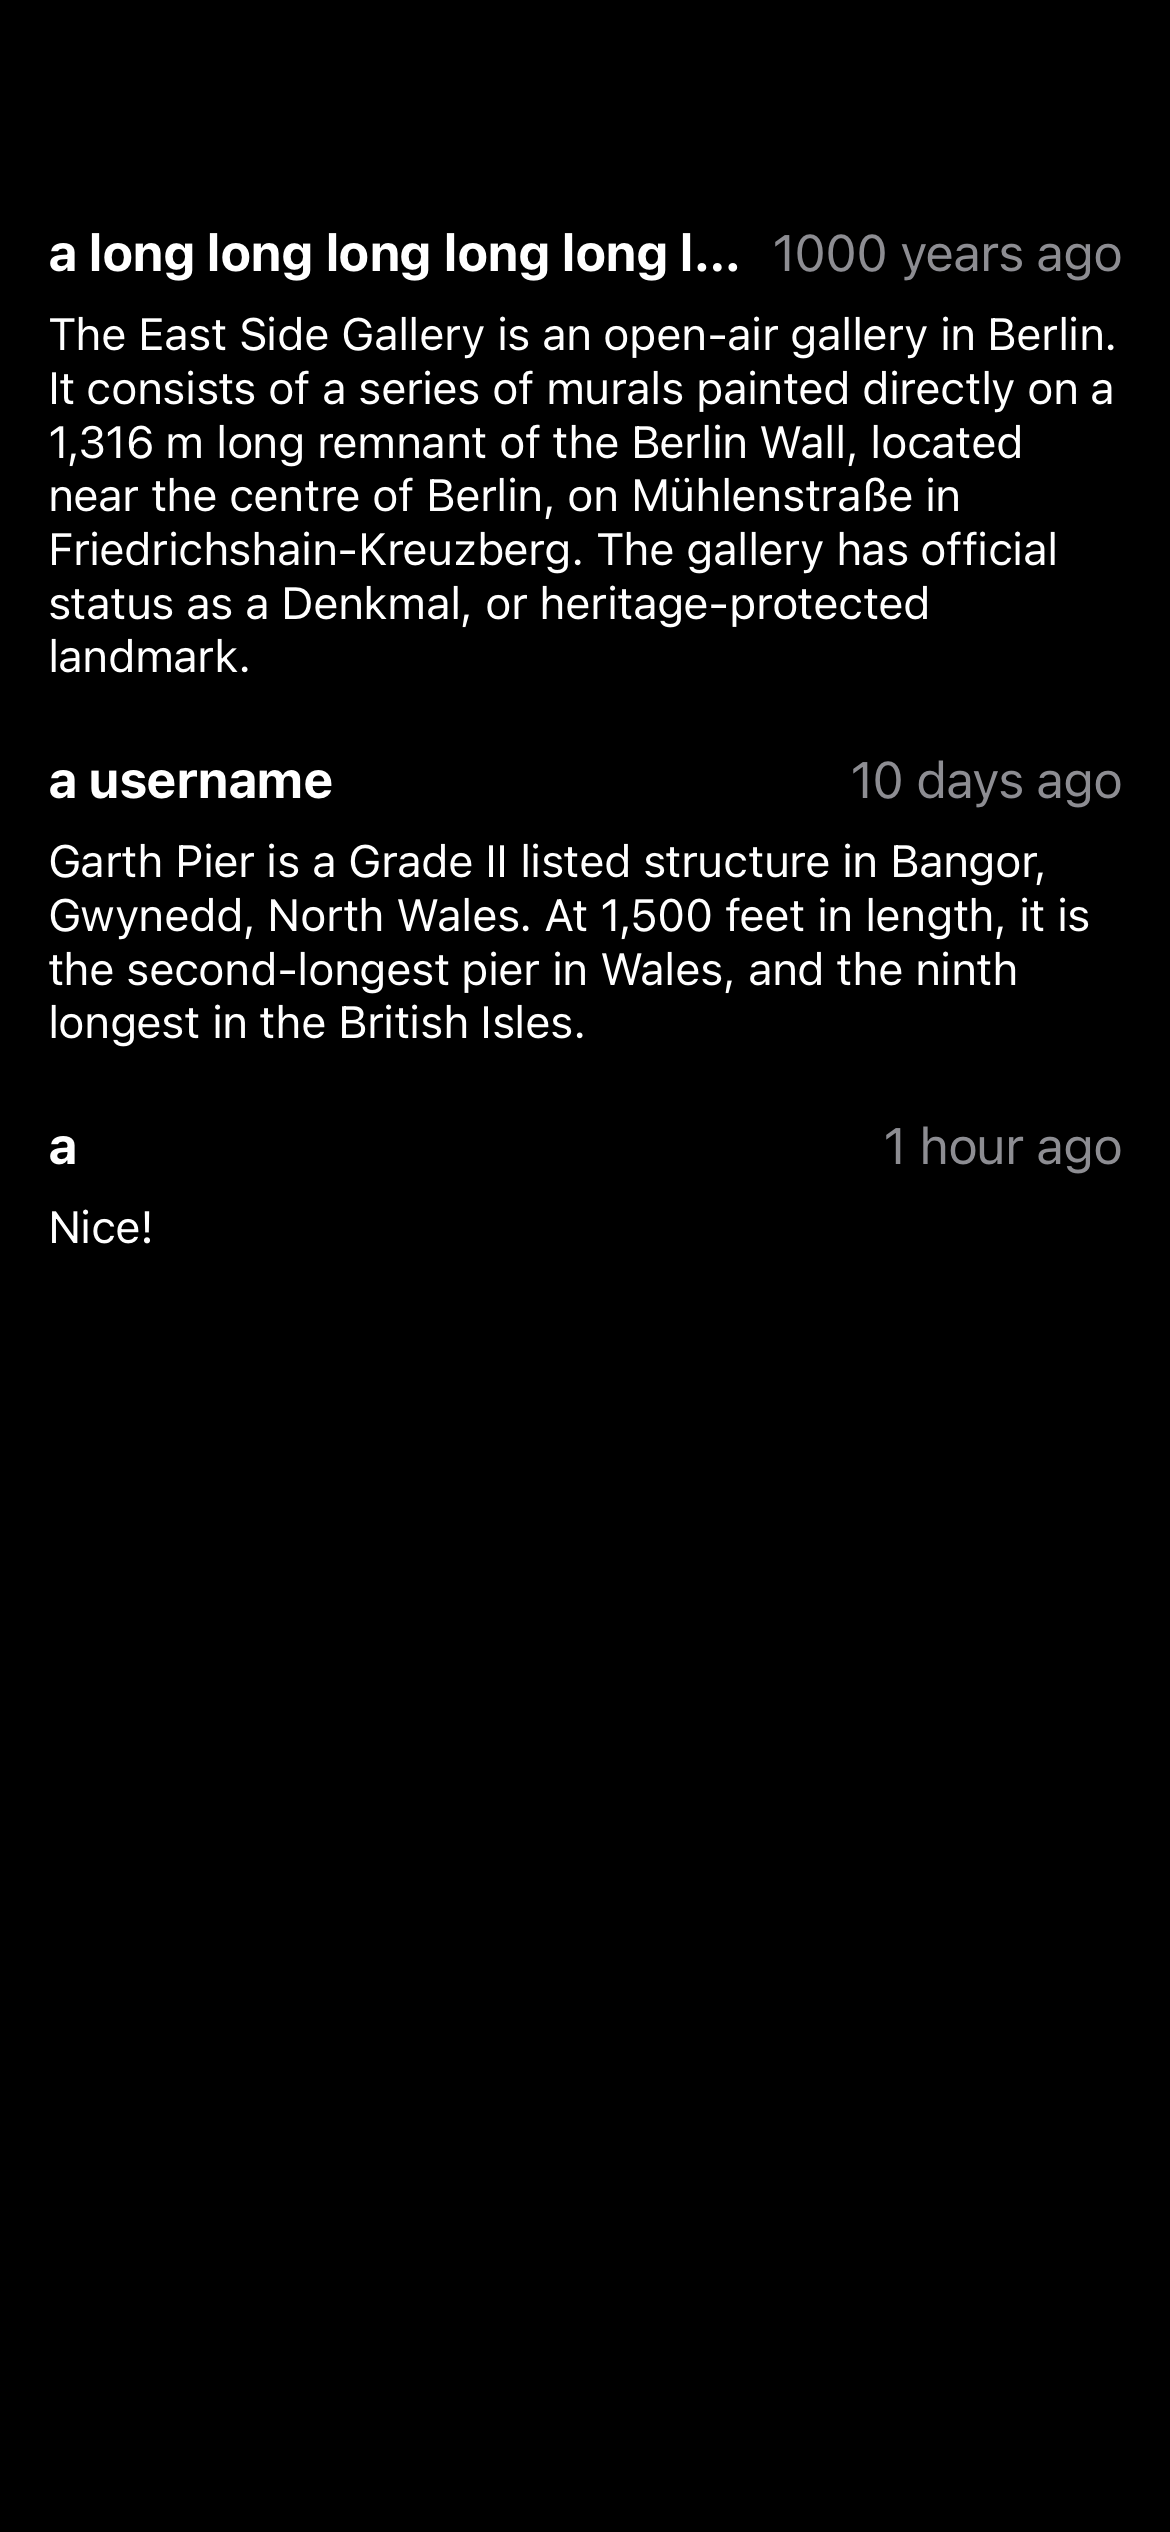 a long long long long long l... 1000 years ago
The East Side Gallery is an open-air gallery in Berlin.
It consists of a series of murals painted directly on a
1,316 m long remnant of the Berlin Wall, located
near the centre of Berlin, on Mühlenstraße in
Friedrichshain-Kreuzberg. The gallery has official
status as a Denkmal, or heritage-protected
landmark.
a username 10 days ago
Garth Pier is a Grade II listed structure in Bangor,
Gwynedd, North Wales. At 1,500 feet in length, it is
the second-longest pier in Wales, and the ninth
longest in the British Isles.
a 1 hour ago
Nice!